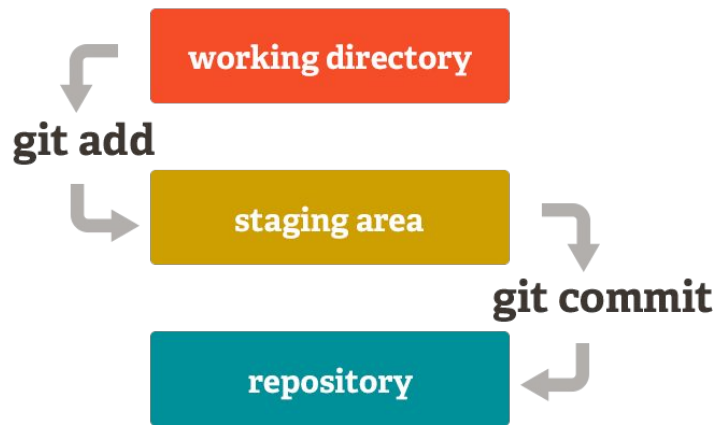 working directory
git add
staging area
git commit
repository